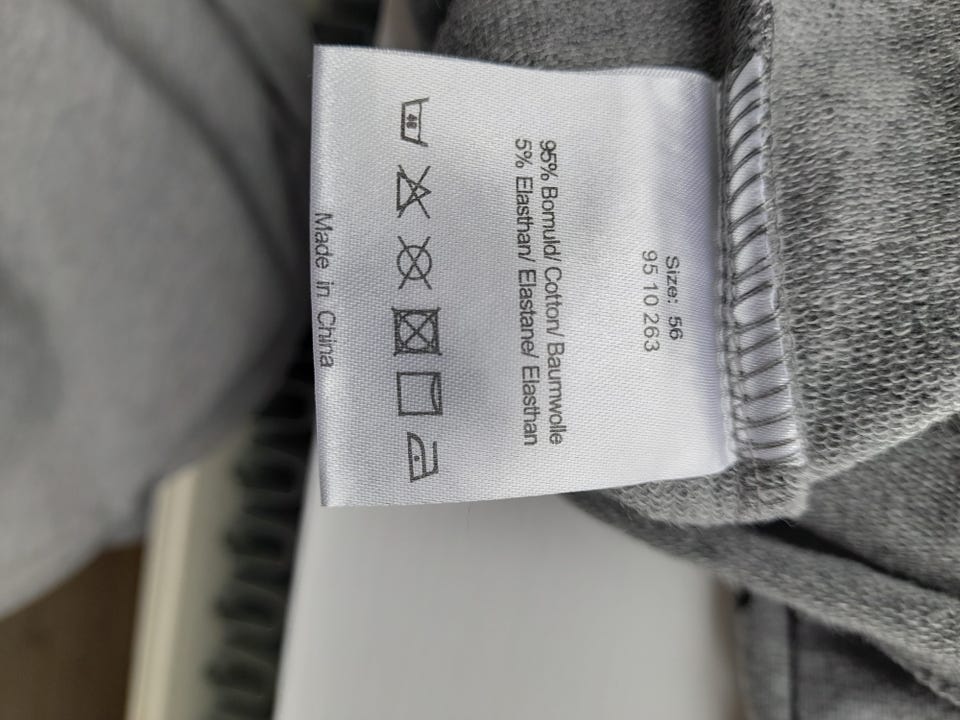 Size: 56
95 10 263
95% Bomuld/ Cotton/ Baumwolle
5% Elasthan/ Elastane/ Elasthan
Made in China